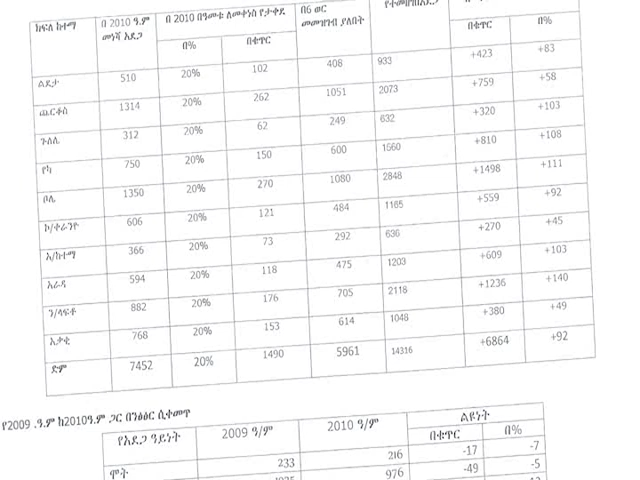 ክፍለ ከተማ በ 2010 ዓ.ም በ 2010 በዓመቱ ለመቀነስ የታቀደ በ6 ወር
መነሻ አደጋ በ% በቁጥር መመዝገብ ያለበት በቁጥር በ%
ልደታ 510 20% 102 408 933 +423 +83
ጨርቆስ 1314 20% 262 1051 2073 +759 +58
ጉለሌ 312 20% 62 249 632 +320 +103
የካ 750 20% 150 600 1560 +810 +108
ቦሌ 1350 20% 270 1080 2848 +1498 +111
ኮ/ቀራንዮ 606 20% 121 484 1165 +559 +92
አ/ከተማ 366 20% 73 292 636 +270 +45
አራዳ 594 20% 118 475 1203 +609 +103
ን/ላፍቶ 882 20% 176 705 2118 +1236 +140
አቃቂ 768 20% 153 614 1048 +380 +49
ድምር 7452 20% 1490 5961 14316 +6864 +92
የ2009 .ዓ.ም ከ2010ዓ.ም ጋር በንፅፅር ሲቀመጥ
የአደጋ ዓይነት 2009 ዓ/ም 2010 ዓ/ም ልዩነት
በቁጥር በ%
ሞት 233 216 -17 -7
976 -49 -5